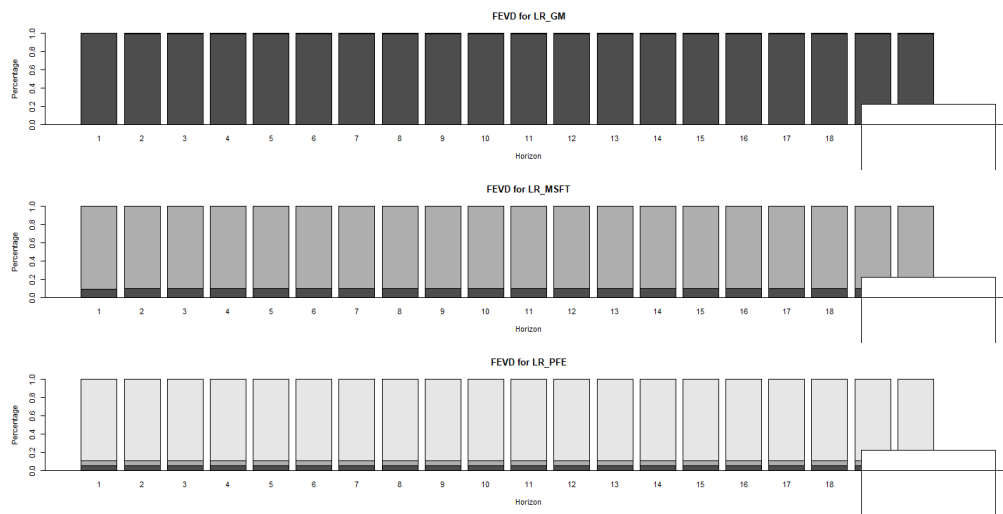 FEVD for LR_GM
Percentage
0.0 0.2 0.4 0.6 0.8 1.0
1 2 3 4 5 6 7 8 9 10 11 12 13 14 15 16 17 18
Horizon
FEVD for LR_MSFT
Percentage
0.0 0.2 0.4 0.6 0.8 1.0
1 2 3 4 5 6 7 8 9 10 11 12 13 14 15 16 17 18
Horizon
FEVD for LR_PFE
Percentage
0.0 0.2 0.4 0.6 0.8 1.0
1 2 3 4 5 6 7 8 9 10 11 12 13 14 15 16 17 18
Horizon